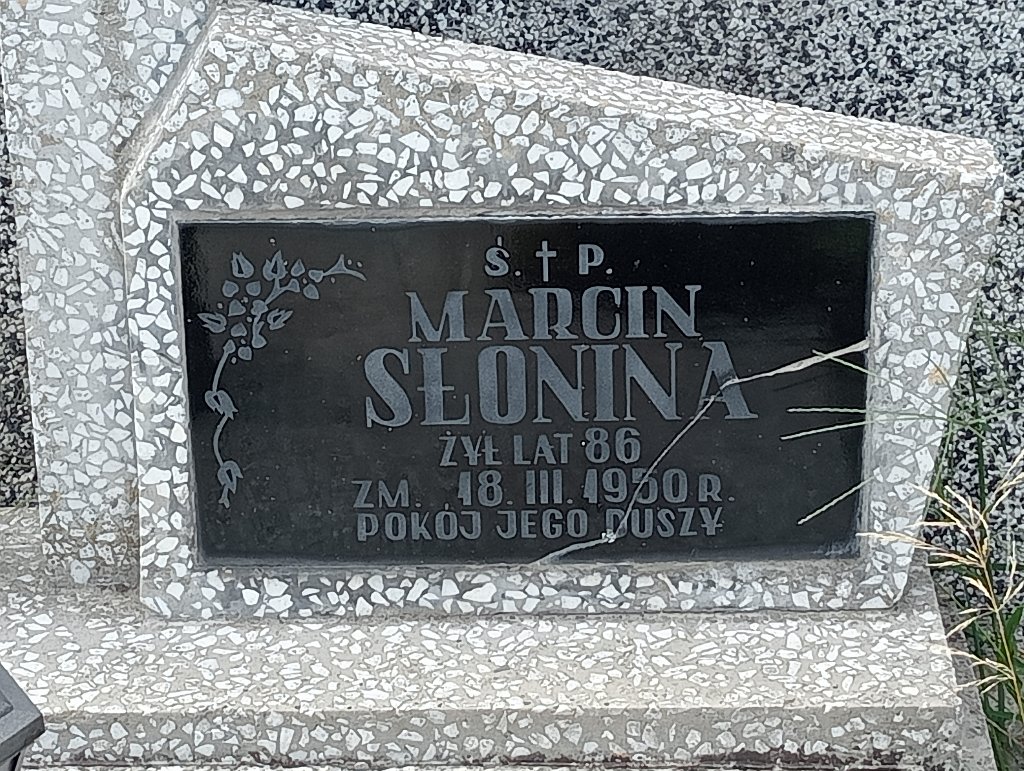 Ś. † P.
MARCIN
SŁONINA
ŻYŁ LAT 86
ZM. 18. III. 1950 R.
POKÓJ JEGO DUSZY